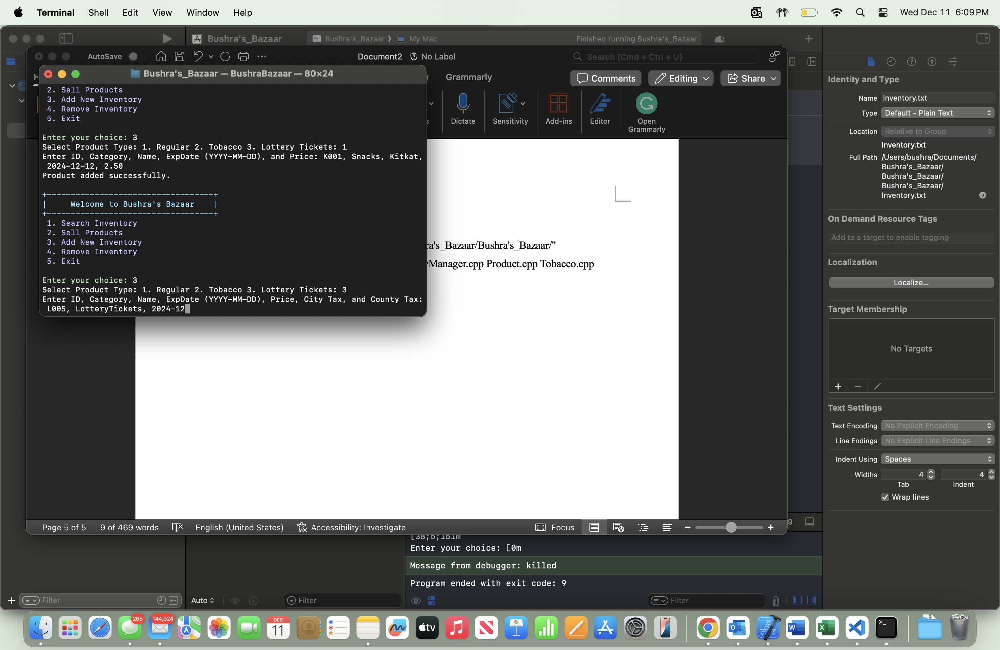 Terminal Shell Edit View Window Help Wed Dec 11 6:09 PM
Bushra's_Bazaar Bushra's_Bazaar ⟩ My Mac Finished running Bushra's_Bazaar
AutoSave Document2 No Label Search (Cmd + Ctrl + U)
Bushra's_Bazaar — BushraBazaar — 80×24
Grammarly Comments Editing Share
Dictate Sensitivity Add-ins Editor Open Grammarly
2. Sell Products
3. Add New Inventory
4. Remove Inventory
5. Exit
Enter your choice: 3
Select Product Type: 1. Regular 2. Tobacco 3. Lottery Tickets: 1
Enter ID, Category, Name, ExpDate (YYYY-MM-DD), and Price: K001, Snacks, Kitkat,
2024-12-12, 2.50
Product added successfully.
+-----------------------------------+
| Welcome to Bushra's Bazaar |
+-----------------------------------+
1. Search Inventory
2. Sell Products
3. Add New Inventory
4. Remove Inventory
5. Exit
Enter your choice: 3
Select Product Type: 1. Regular 2. Tobacco 3. Lottery Tickets: 3
Enter ID, Category, Name, ExpDate (YYYY-MM-DD), Price, City Tax, and County Tax:
L005, LotteryTickets, 2024-12
ra's_Bazaar/Bushra's_Bazaar/"
Manager.cpp Product.cpp Tobacco.cpp
Page 5 of 5 9 of 469 words English (United States) Accessibility: Investigate Focus
[38;5;151m
Enter your choice: [0m
Message from debugger: killed
Program ended with exit code: 9
Filter Auto Filter Filter
Identity and Type
Name Inventory.txt
Type Default - Plain Text
Location Relative to Group
Inventory.txt
Full Path /Users/bushra/Documents/
Bushra's_Bazaar/
Bushra's_Bazaar/
Bushra's_Bazaar/
Inventory.txt
On Demand Resource Tags
Add to a target to enable tagging
Localization
Localize...
Target Membership
No Targets
Text Settings
Text Encoding No Explicit Encoding
Line Endings No Explicit Line Endings
Indent Using Spaces
Widths 4 4
Tab Indent
Wrap lines
265 144,924 DEC 11 tv